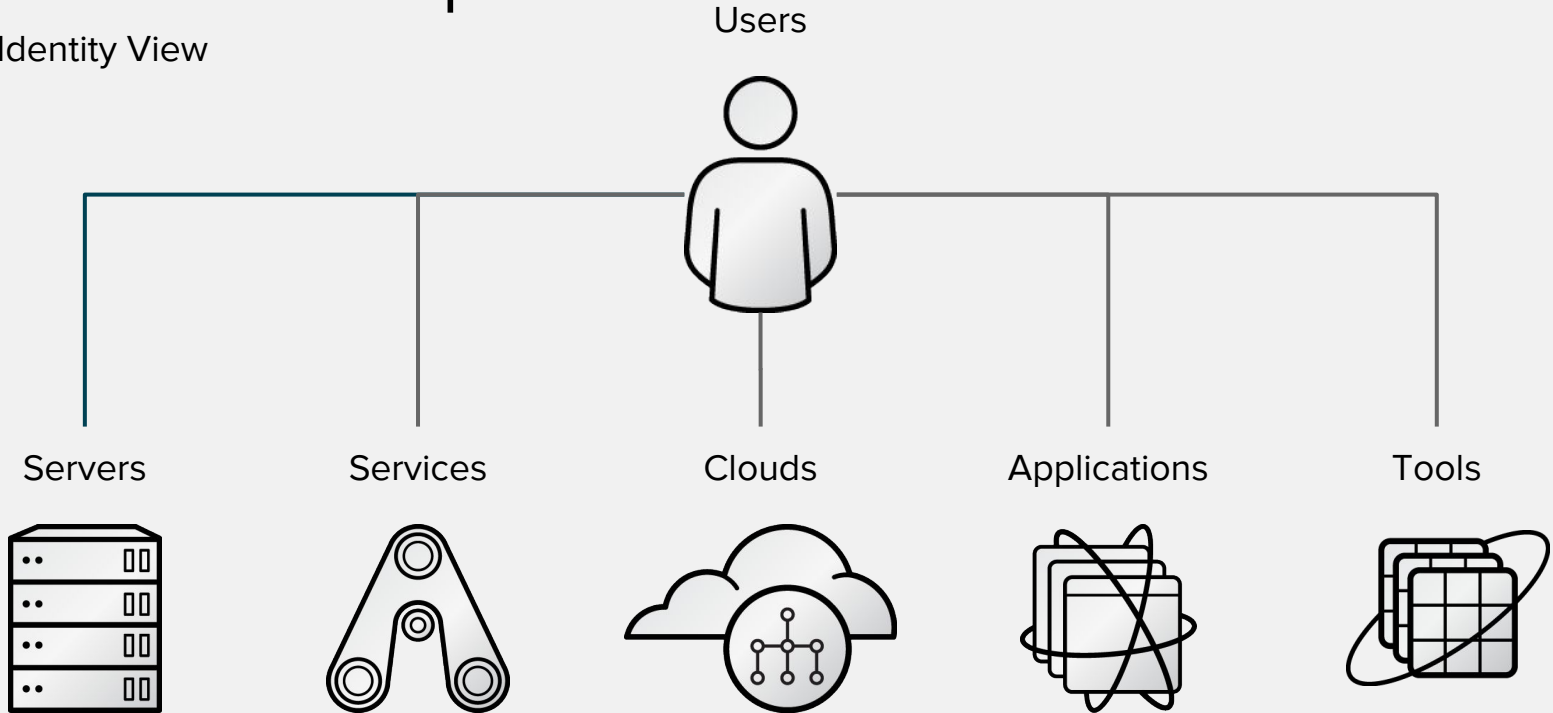 Identity View
Users
Servers
Services
Clouds
Applications
Tools